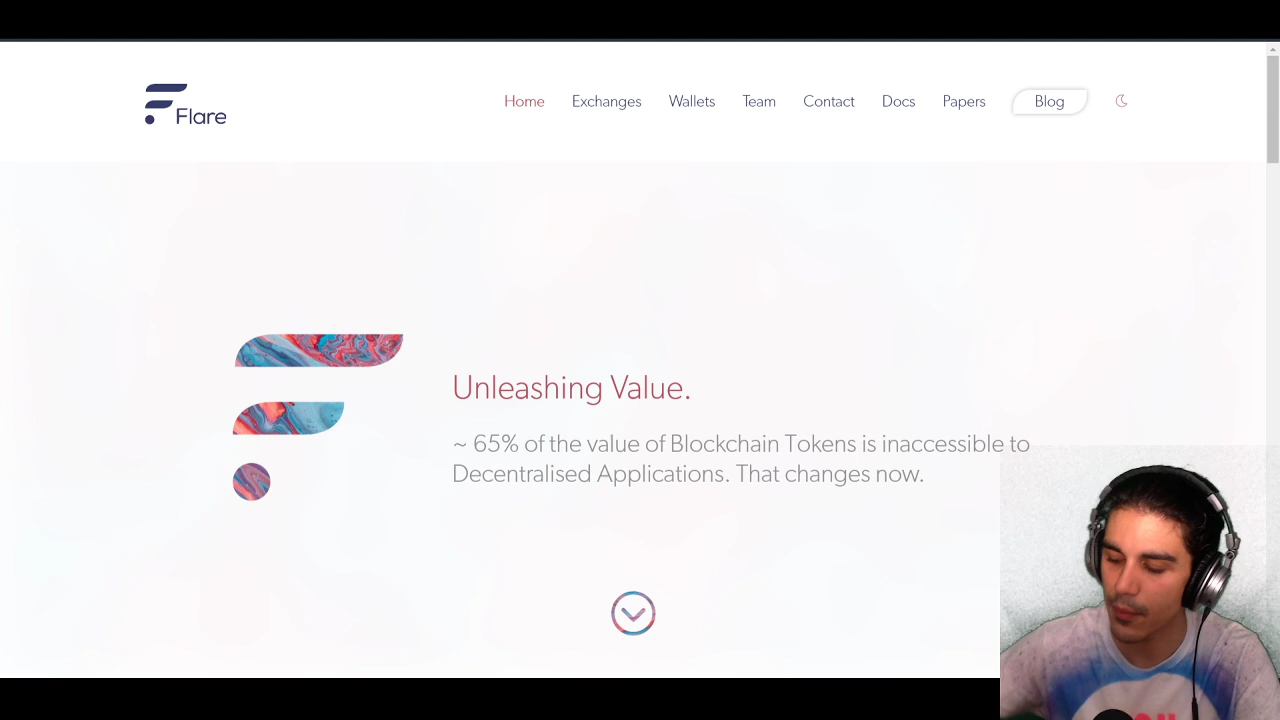 Flare
Home Exchanges Wallets Team Contact Docs Papers Blog
Unleashing Value.
~ 65% of the value of Blockchain Tokens is inaccessible to
Decentralised Applications. That changes now.